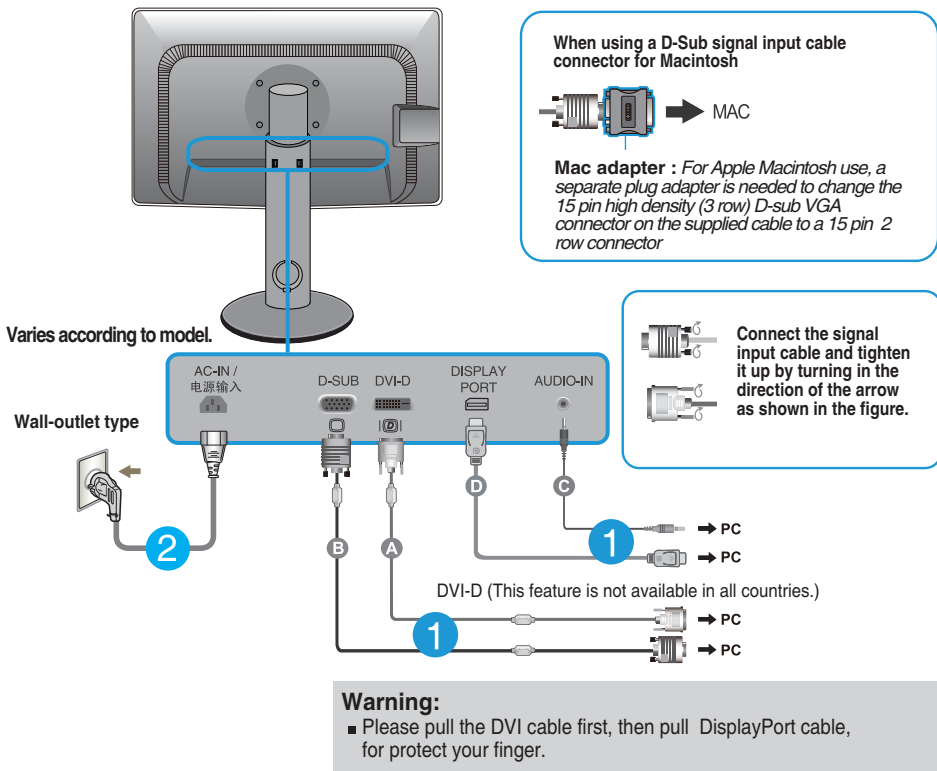 When using a D-Sub signal input cable
connector for Macintosh
MAC
Mac adapter : For Apple Macintosh use, a
separate plug adapter is needed to change the
15 pin high density (3 row) D-sub VGA
connector on the supplied cable to a 15 pin 2
row connector
Varies according to model.
Connect the signal
input cable and tighten
it up by turning in the
direction of the arrow
as shown in the figure.
AC-IN /
电源输入
D-SUB
DVI-D
DISPLAY
PORT
AUDIO-IN
D
Wall-outlet type
2
B
A
D
C
1
PC
PC
DVI-D (This feature is not available in all countries.)
1
PC
PC
Warning:
Please pull the DVI cable first, then pull DisplayPort cable,
for protect your finger.